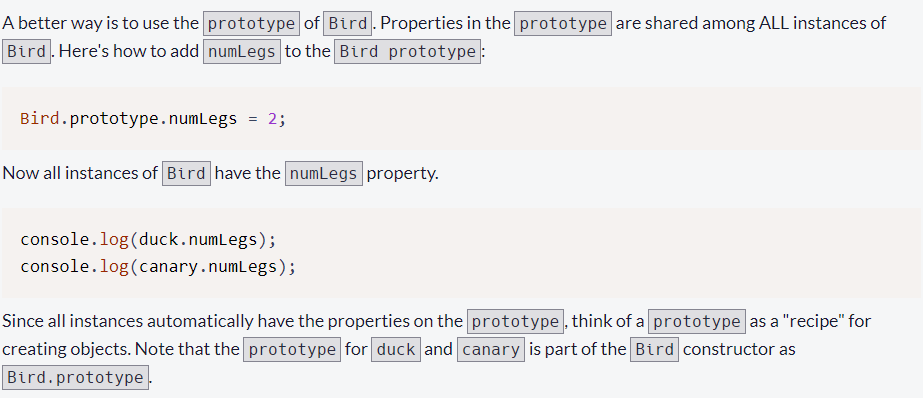 A better way is to use the prototype of Bird. Properties in the prototype are shared among ALL instances of
Bird. Here's how to add numLegs to the Bird prototype:
Bird.prototype.numLegs = 2;
Now all instances of Bird have the numLegs property.
console.log(duck.numLegs);
console.log(canary.numLegs);
Since all instances automatically have the properties on the prototype, think of a prototype as a "recipe" for
creating objects. Note that the prototype for duck and canary is part of the Bird constructor as
Bird.prototype.